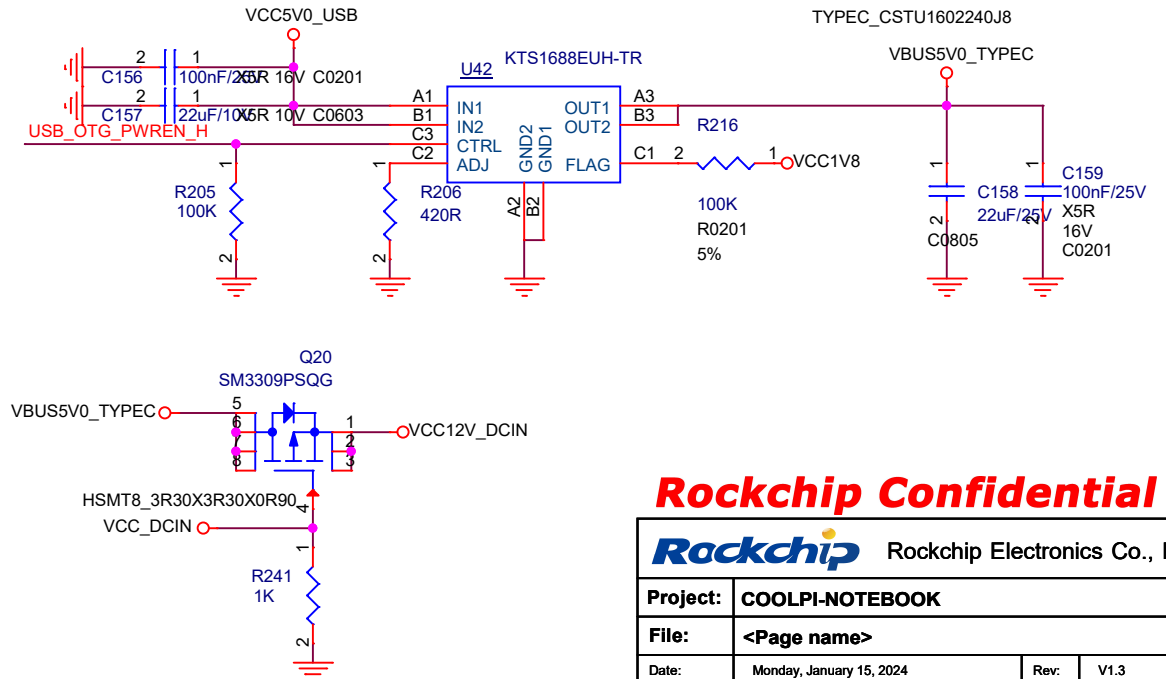 VCC5V0_USB
TYPEC_CSTU1602240J8
VBUS5V0_TYPEC
2 1
C156 100nF/25V X5R 16V C0201
2 1
C157 22uF/10V X5R 10V C0603
USB_OTG_PWREN_H
U42 KTS1688EUH-TR
A1 IN1 OUT1 A3
B1 IN2 OUT2 B3
C3 CTRL
C2 ADJ FLAG C1
GND2 GND1
A2 B2
R216
2 1 VCC1V8
100K
R0201
5%
1
R205
100K
2
1
R206
420R
2
1
C158
22uF/25V
2
C0805
1
C159
100nF/25V
X5R
16V
C0201
2
Q20
SM3309PSQG
VBUS5V0_TYPEC
5
6
7
8
1
2
3
VCC12V_DCIN
HSMT8_3R30X3R30X0R90
4
VCC_DCIN
1
R241
1K
2
Rockchip Confidential
Rockchip Rockchip Electronics Co.,
Project: COOLPI-NOTEBOOK
File: <Page name>
Date: Monday, January 15, 2024 Rev: V1.3